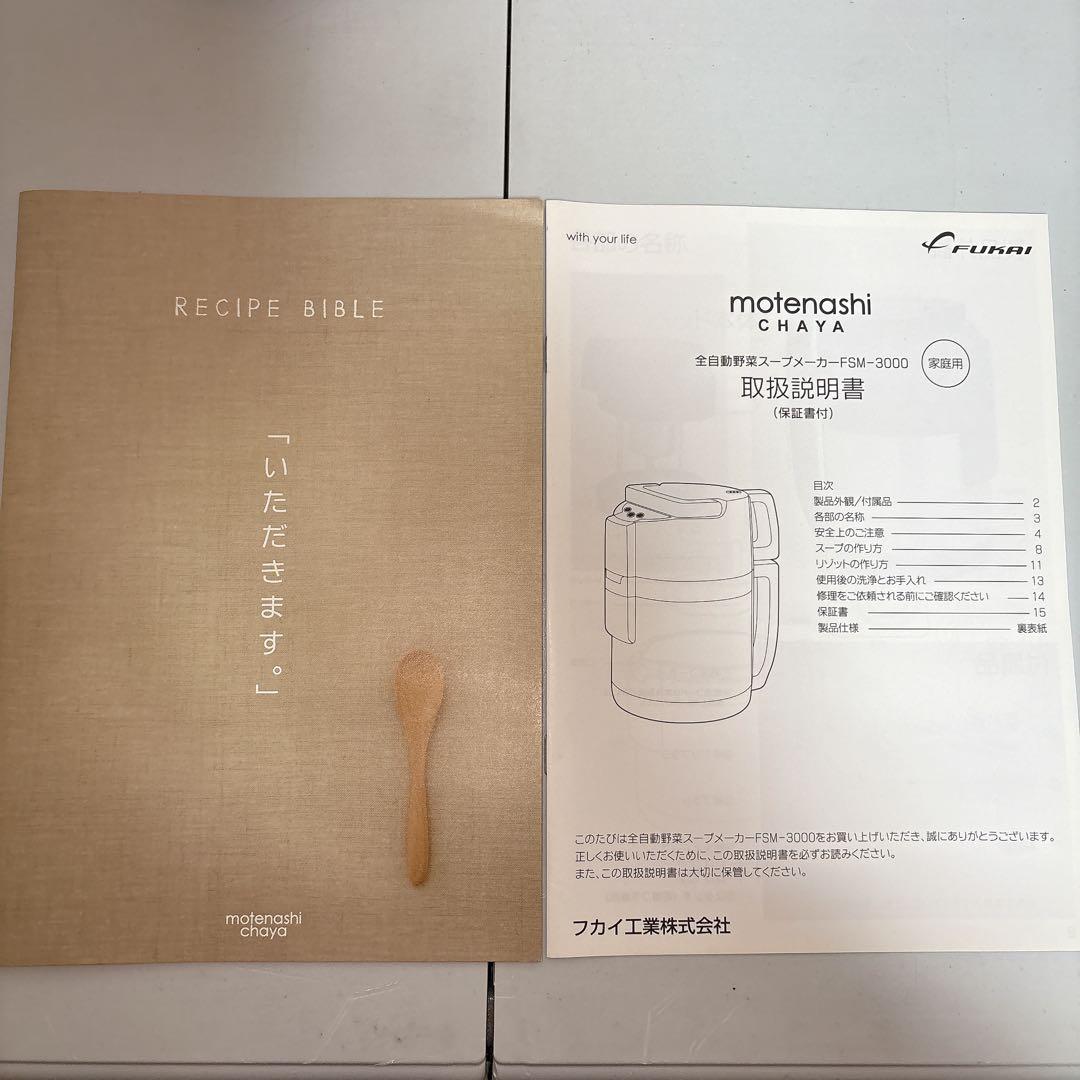 RECIPE BIBLE
「いただきます。」
motenashi
chaya
with your life
FUKAI
motenashi
CHAYA
全自動野菜スープメーカーFSM-3000
家庭用
取扱説明書
(保証書付)
目次
製品外観/付属品 2
各部の名称 3
安全上のご注意 4
スープの作り方 8
リゾットの作り方 11
使用後の洗浄とお手入れ 13
修理をご依頼される前にご確認ください 14
保証書 15
製品仕様 裏表紙
このたびは全自動野菜スープメーカーFSM-3000をお買い上げいただき、誠にありがとうございます。
正しくお使いいただくために、この取扱説明書を必ずお読みください。
また、この取扱説明書は大切に保管してください。
フカイ工業株式会社